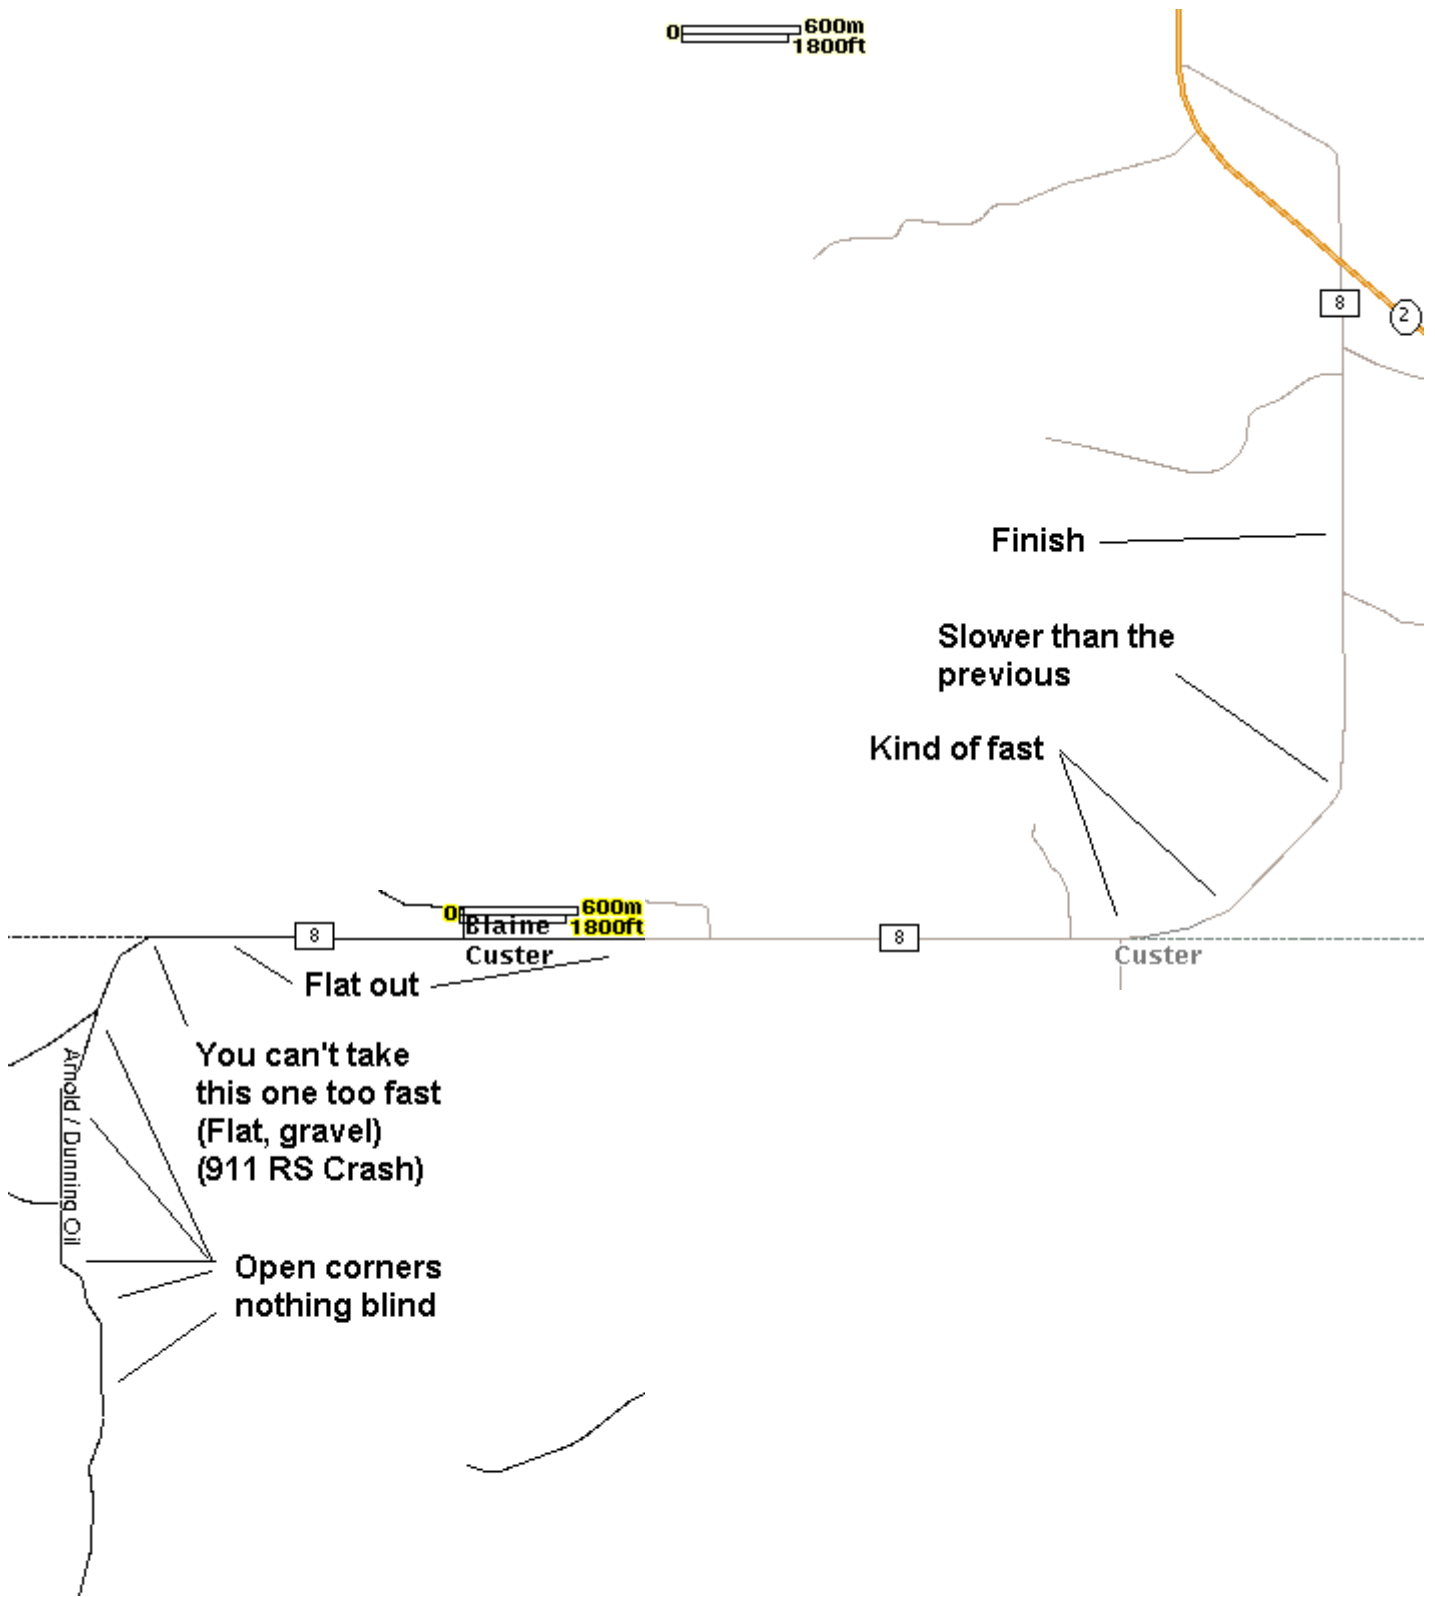 0 600m
1800ft
8
2
Finish
Slower than the
previous
Kind of fast
0 600m
Blaine 1800ft
8
8
Custer
Custer
Flat out
You can't take
this one too fast
(Flat, gravel)
(911 RS Crash)
Arnold / Dunning Oil
Open corners
nothing blind